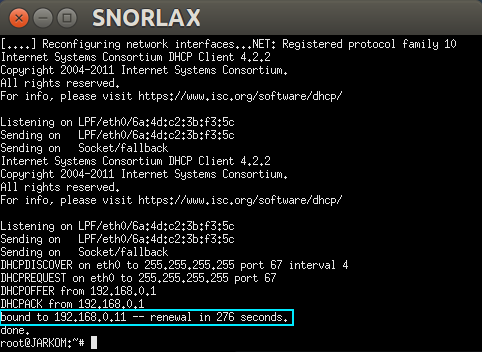 SNORLAX
[....] Reconfiguring network interfaces...NET: Registered protocol family 10
Internet Systems Consortium DHCP Client 4.2.2
Copyright 2004-2011 Internet Systems Consortium.
All rights reserved.
For info, please visit https://www.isc.org/software/dhcp/

Listening on LPF/eth0/6a:4d:c2:3b:f3:5c
Sending on   LPF/eth0/6a:4d:c2:3b:f3:5c
Sending on   Socket/fallback
Internet Systems Consortium DHCP Client 4.2.2
Copyright 2004-2011 Internet Systems Consortium.
All rights reserved.
For info, please visit https://www.isc.org/software/dhcp/

Listening on LPF/eth0/6a:4d:c2:3b:f3:5c
Sending on   LPF/eth0/6a:4d:c2:3b:f3:5c
Sending on   Socket/fallback
DHCPDISCOVER on eth0 to 255.255.255.255 port 67 interval 4
DHCPREQUEST on eth0 to 255.255.255.255 port 67
DHCPOFFER from 192.168.0.1
DHCPACK from 192.168.0.1
bound to 192.168.0.11 -- renewal in 276 seconds.
done.
root@JARKOM:~#